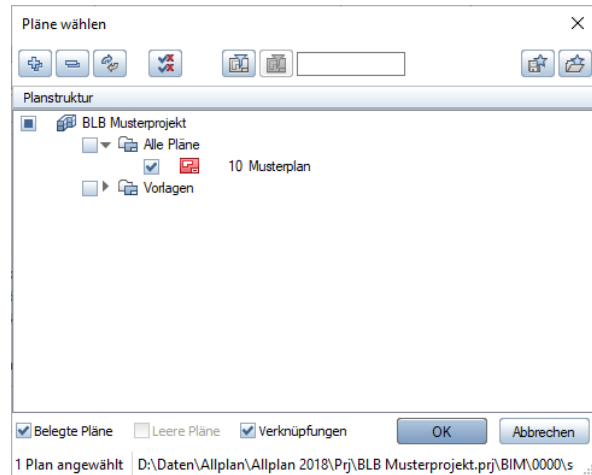 Pläne wählen
Planstruktur
BLB Musterprojekt
Alle Pläne
10 Musterplan
Vorlagen
Belegte Pläne Leere Pläne Verknüpfungen OK Abbrechen
1 Plan angewählt D:\Daten\Allplan\Allplan 2018\Prj\BLB Musterprojekt.prj\BIM\0000\s